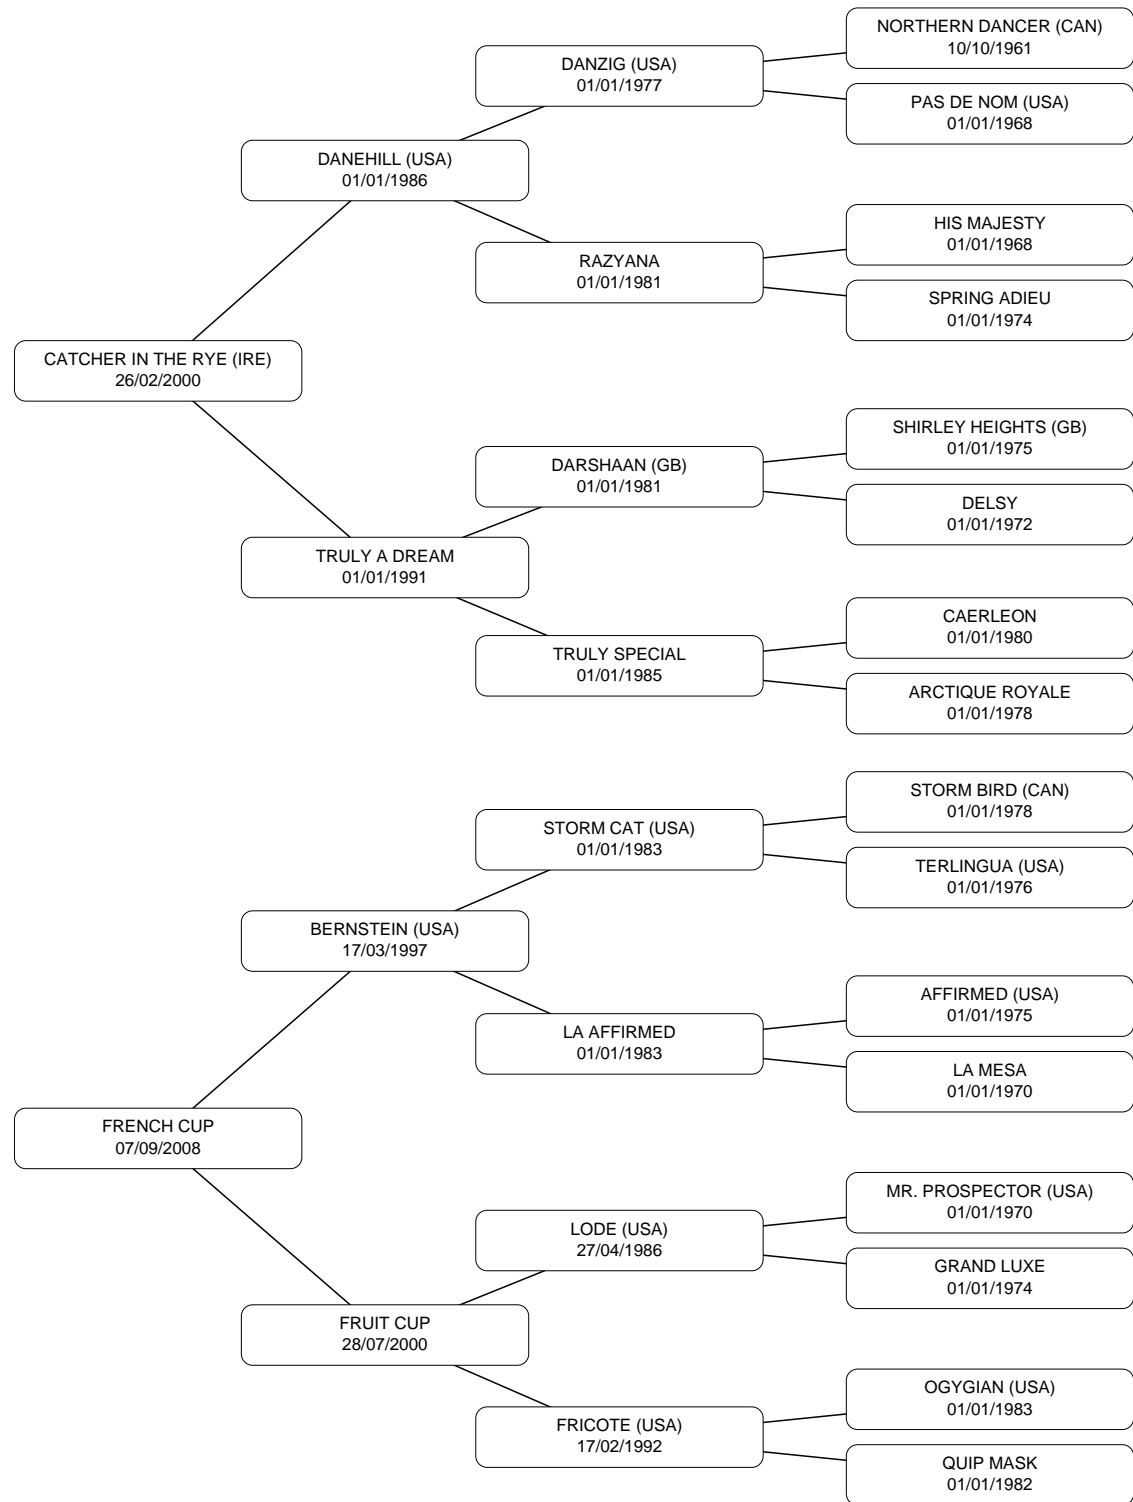 NORTHERN DANCER (CAN)
10/10/1961
DANZIG (USA)
01/01/1977
PAS DE NOM (USA)
01/01/1968
DANEHILL (USA)
01/01/1986
HIS MAJESTY
01/01/1968
RAZYANA
01/01/1981
SPRING ADIEU
01/01/1974
CATCHER IN THE RYE (IRE)
26/02/2000
SHIRLEY HEIGHTS (GB)
01/01/1975
DARSHAAN (GB)
01/01/1981
DELSY
01/01/1972
TRULY A DREAM
01/01/1991
CAERLEON
01/01/1980
TRULY SPECIAL
01/01/1985
ARCTIQUE ROYALE
01/01/1978
STORM BIRD (CAN)
01/01/1978
STORM CAT (USA)
01/01/1983
TERLINGUA (USA)
01/01/1976
BERNSTEIN (USA)
17/03/1997
AFFIRMED (USA)
01/01/1975
LA AFFIRMED
01/01/1983
LA MESA
01/01/1970
FRENCH CUP
07/09/2008
MR. PROSPECTOR (USA)
01/01/1970
LODE (USA)
27/04/1986
GRAND LUXE
01/01/1974
FRUIT CUP
28/07/2000
OGYGIAN (USA)
01/01/1983
FRICOTE (USA)
17/02/1992
QUIP MASK
01/01/1982